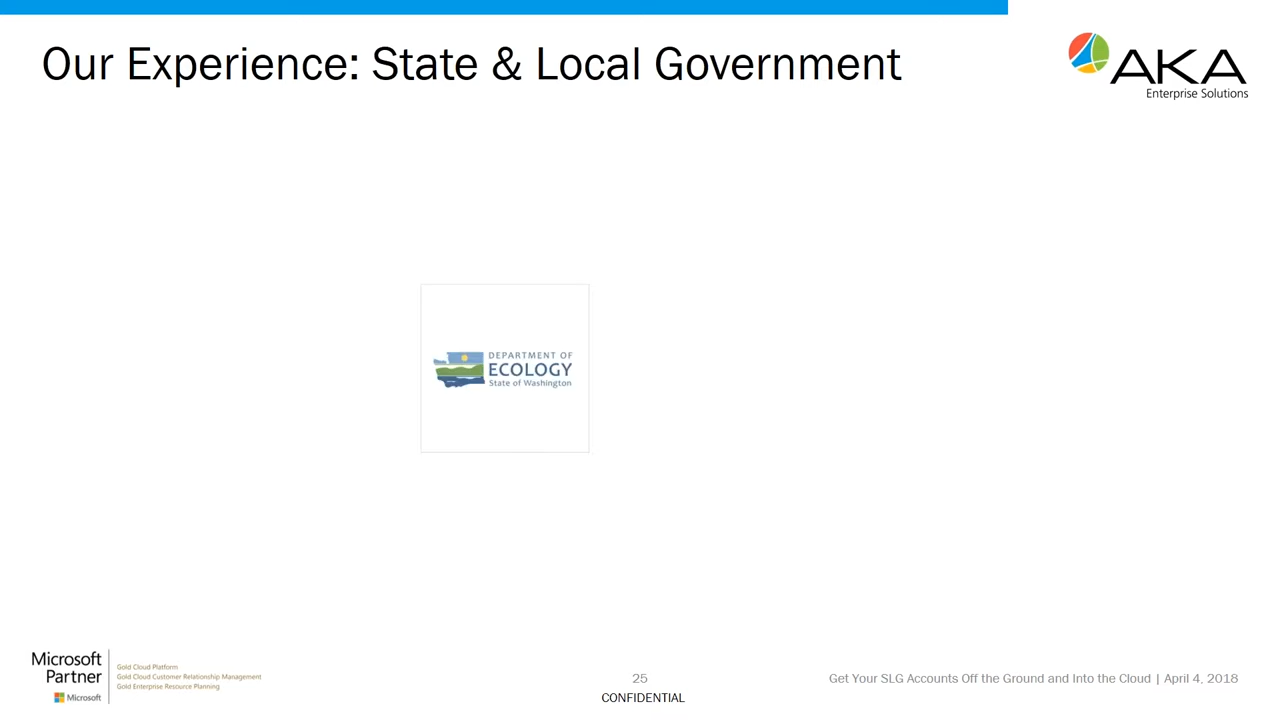 Our Experience: State & Local Government
AKA
Enterprise Solutions
DEPARTMENT OF
ECOLOGY
State of Washington
Microsoft
Partner
Microsoft
Gold Cloud Platform
Gold Cloud Customer Relationship Management
Gold Enterprise Resource Planning
25
CONFIDENTIAL
Get Your SLG Accounts Off the Ground and Into the Cloud | April 4, 2018